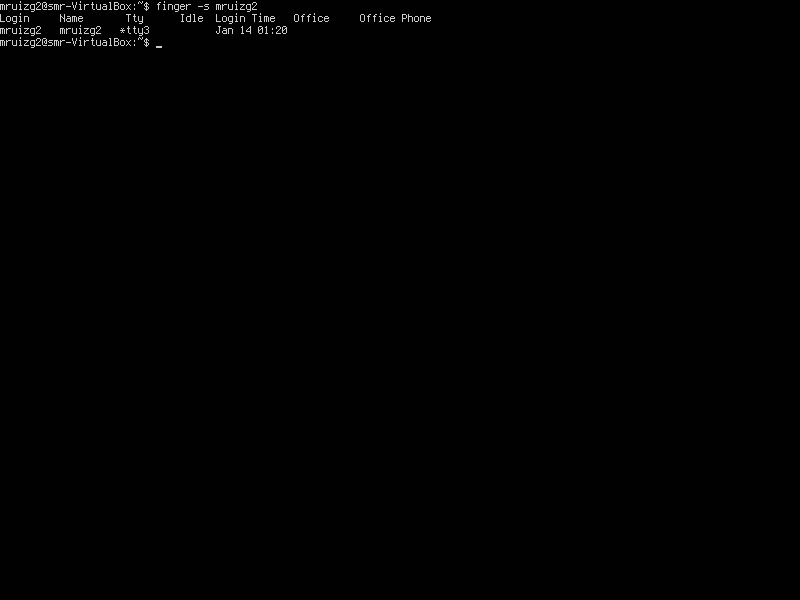 mruizg2@smr-VirtualBox:~$ finger -s mruizg2
Login     Name       Tty      Idle  Login Time   Office     Office Phone
mruizg2   mruizg2   *tty3           Jan 14 01:20
mruizg2@smr-VirtualBox:~$ _